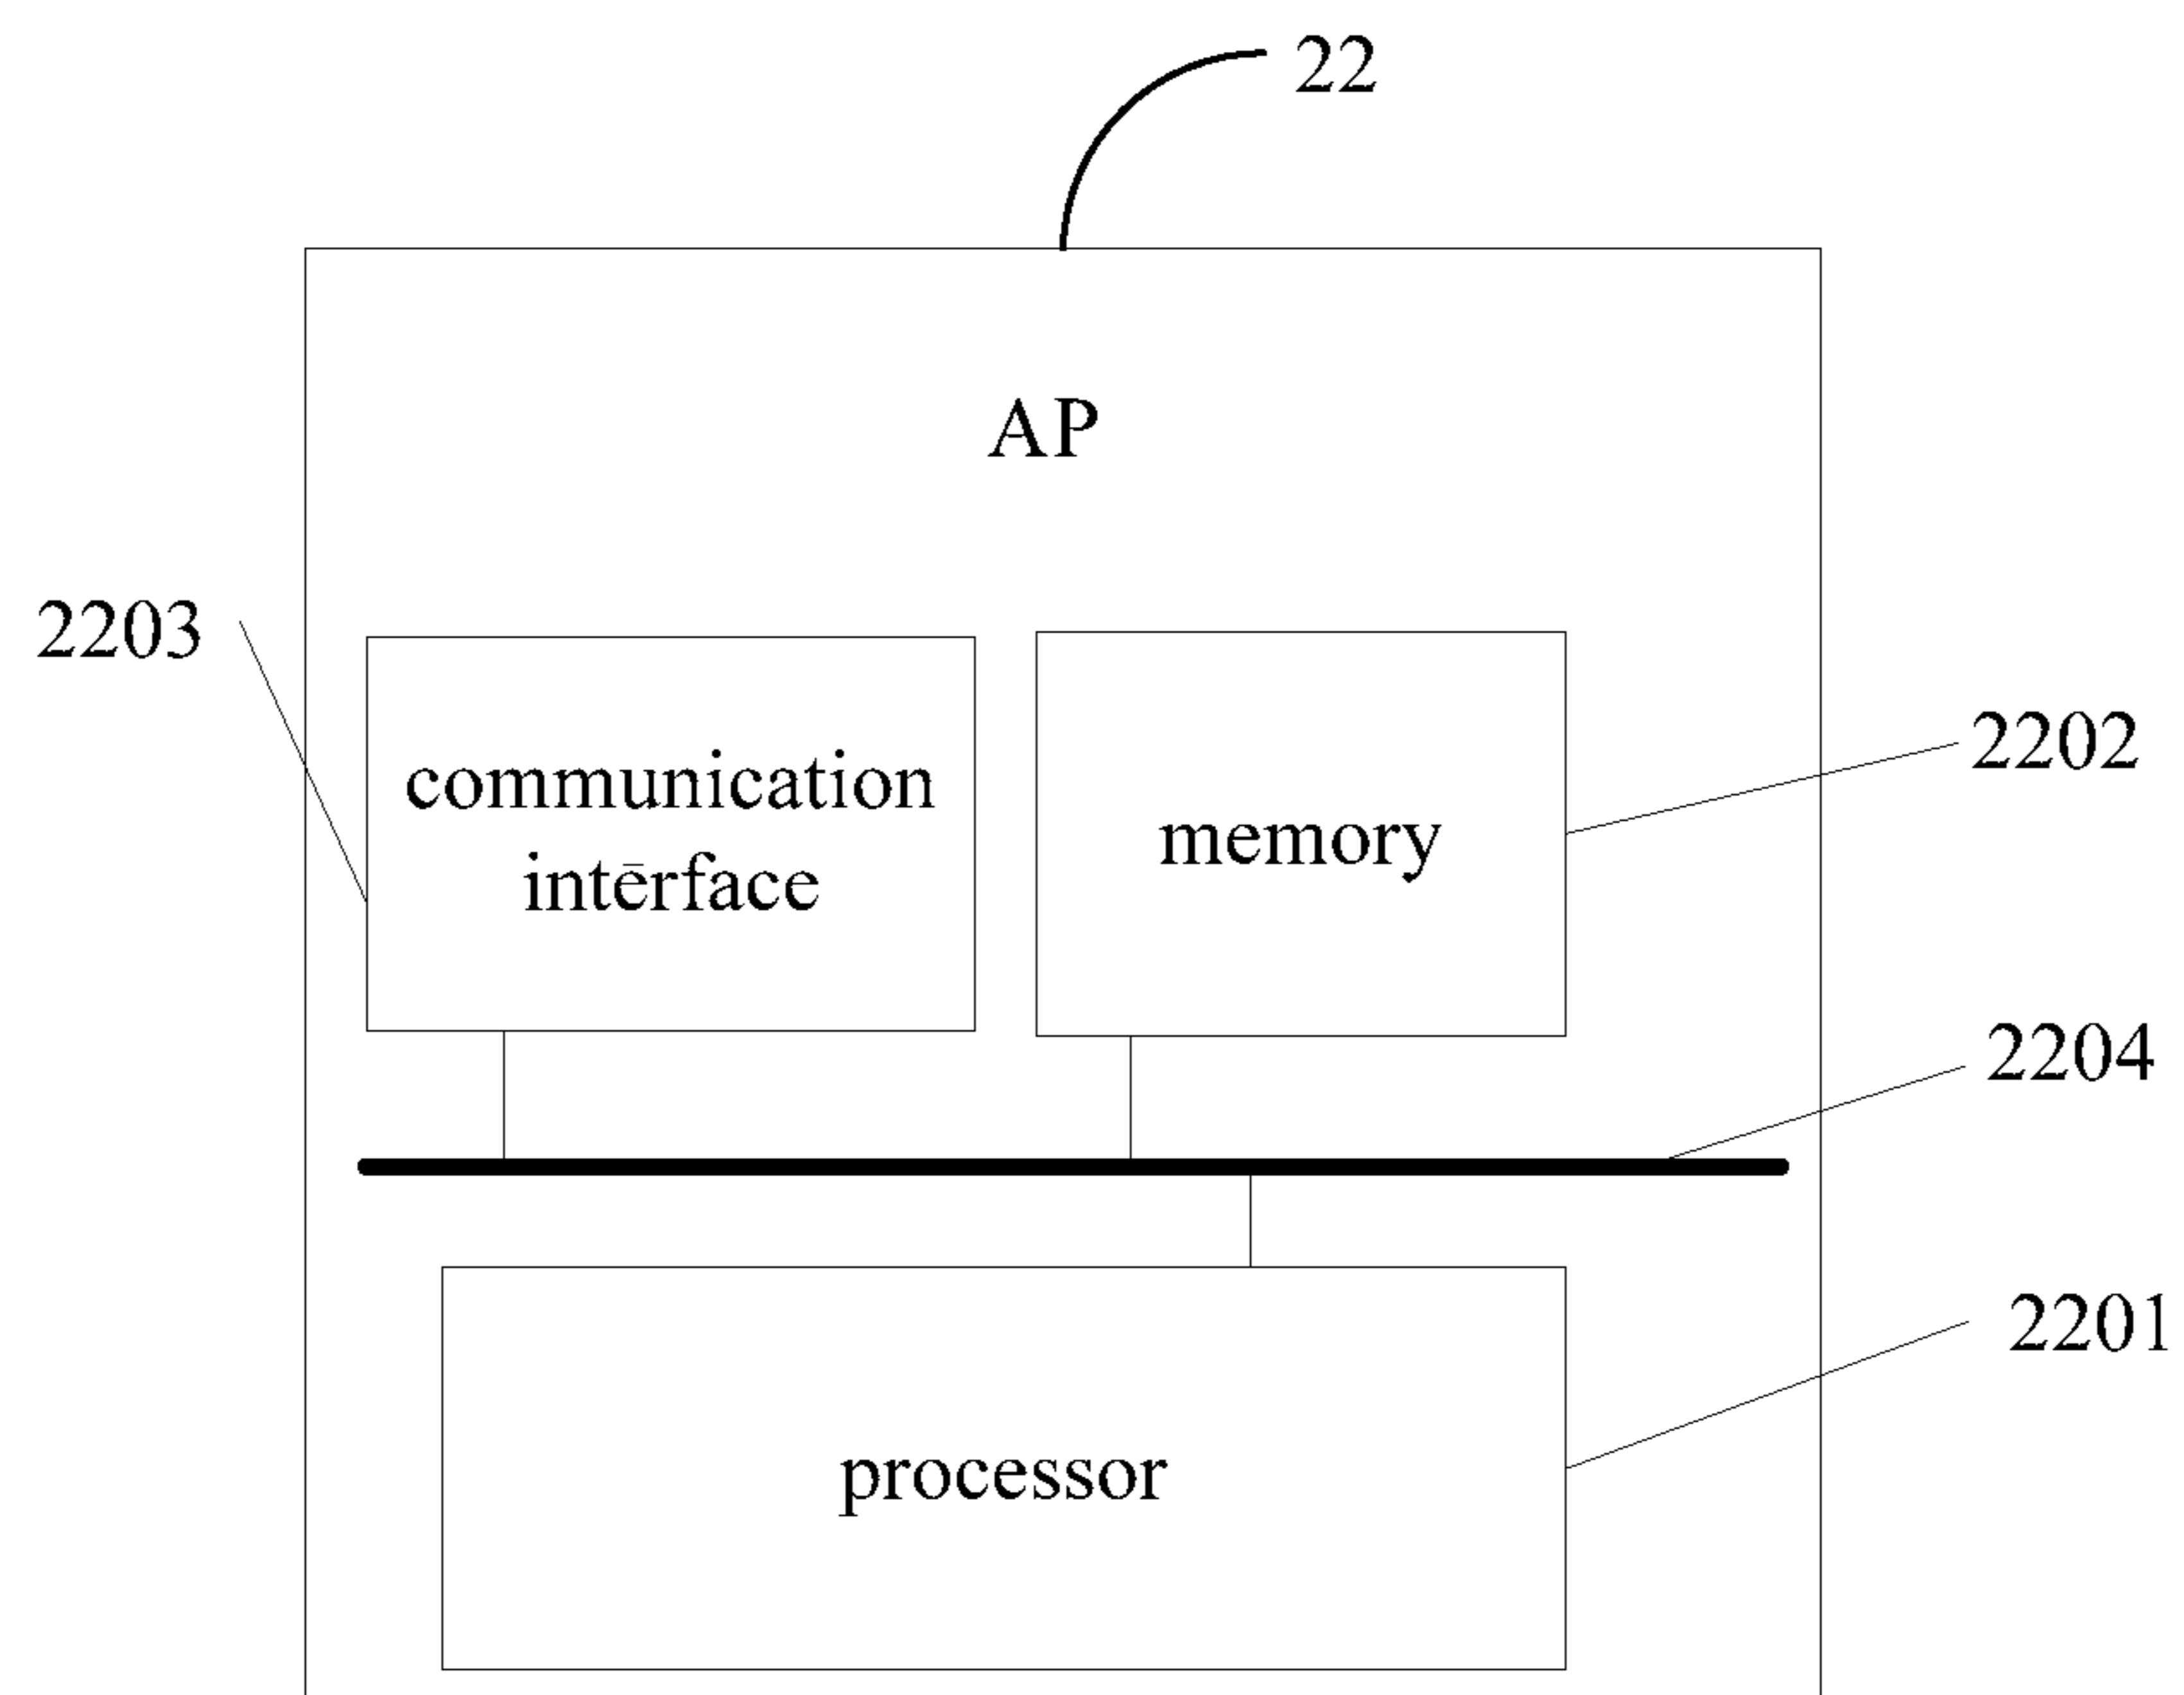 22
AP
2203
communication
interface
memory
2202
2204
2201
processor